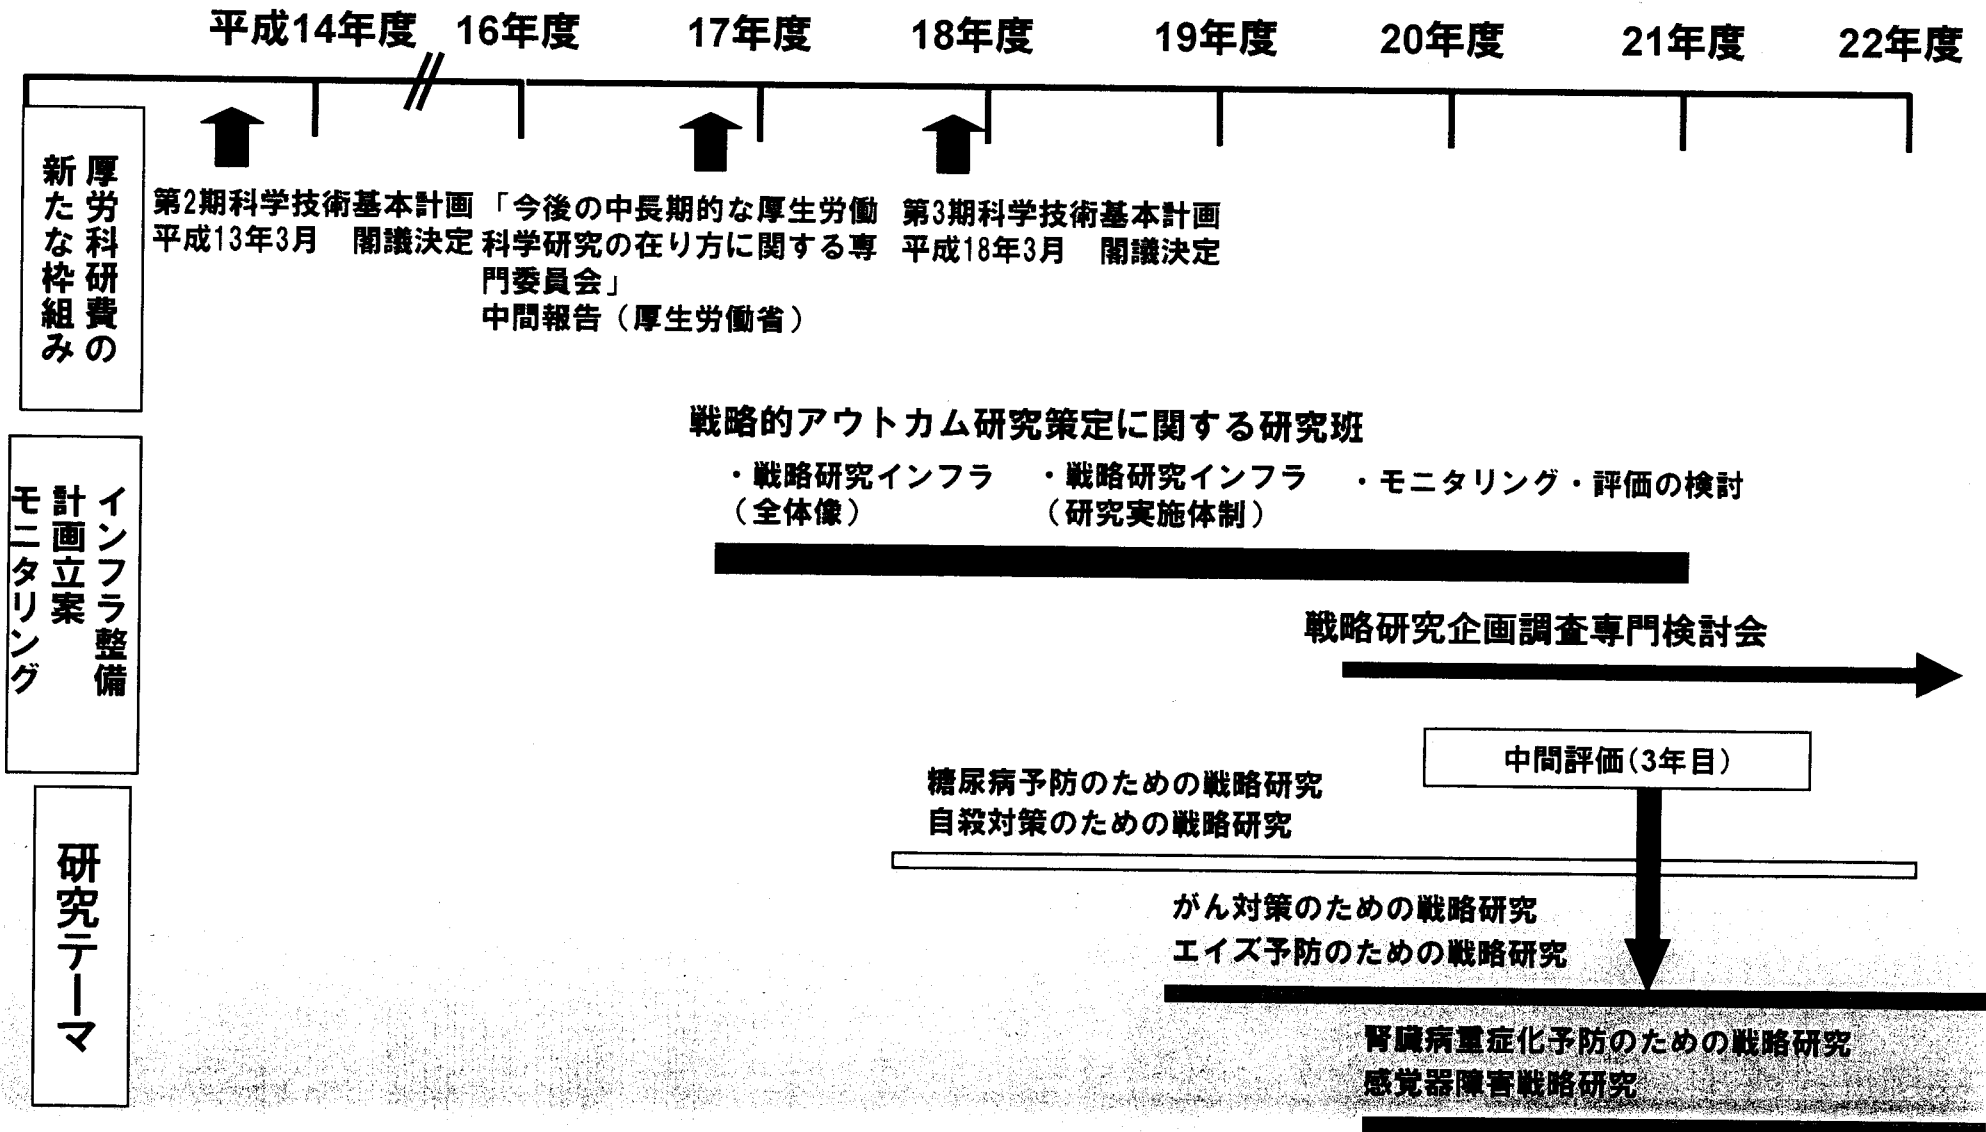 平成14年度 16年度 17年度 18年度 19年度 20年度 21年度 22年度
厚労科研費の
新たな枠組み
第2期科学技術基本計画
平成13年3月 閣議決定
「今後の中長期的な厚生労働
科学研究の在り方に関する専
門委員会」
中間報告（厚生労働省）
第3期科学技術基本計画
平成18年3月 閣議決定
インフラ整備
計画立案
モニタリング
戦略的アウトカム研究策定に関する研究班
・戦略研究インフラ
（全体像）
・戦略研究インフラ
（研究実施体制）
・モニタリング・評価の検討
戦略研究企画調査専門検討会
中間評価(3年目)
研究テーマ
糖尿病予防のための戦略研究
自殺対策のための戦略研究
がん対策のための戦略研究
エイズ予防のための戦略研究
腎臓病重症化予防のための戦略研究
感覚器障害戦略研究